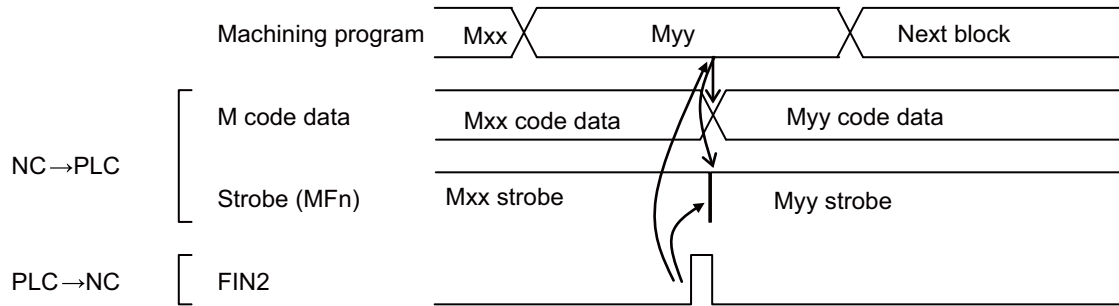 Machining program Mxx Myy Next block
M code data Mxx code data Myy code data
NC→PLC
Strobe (MFn) Mxx strobe Myy strobe
PLC→NC FIN2